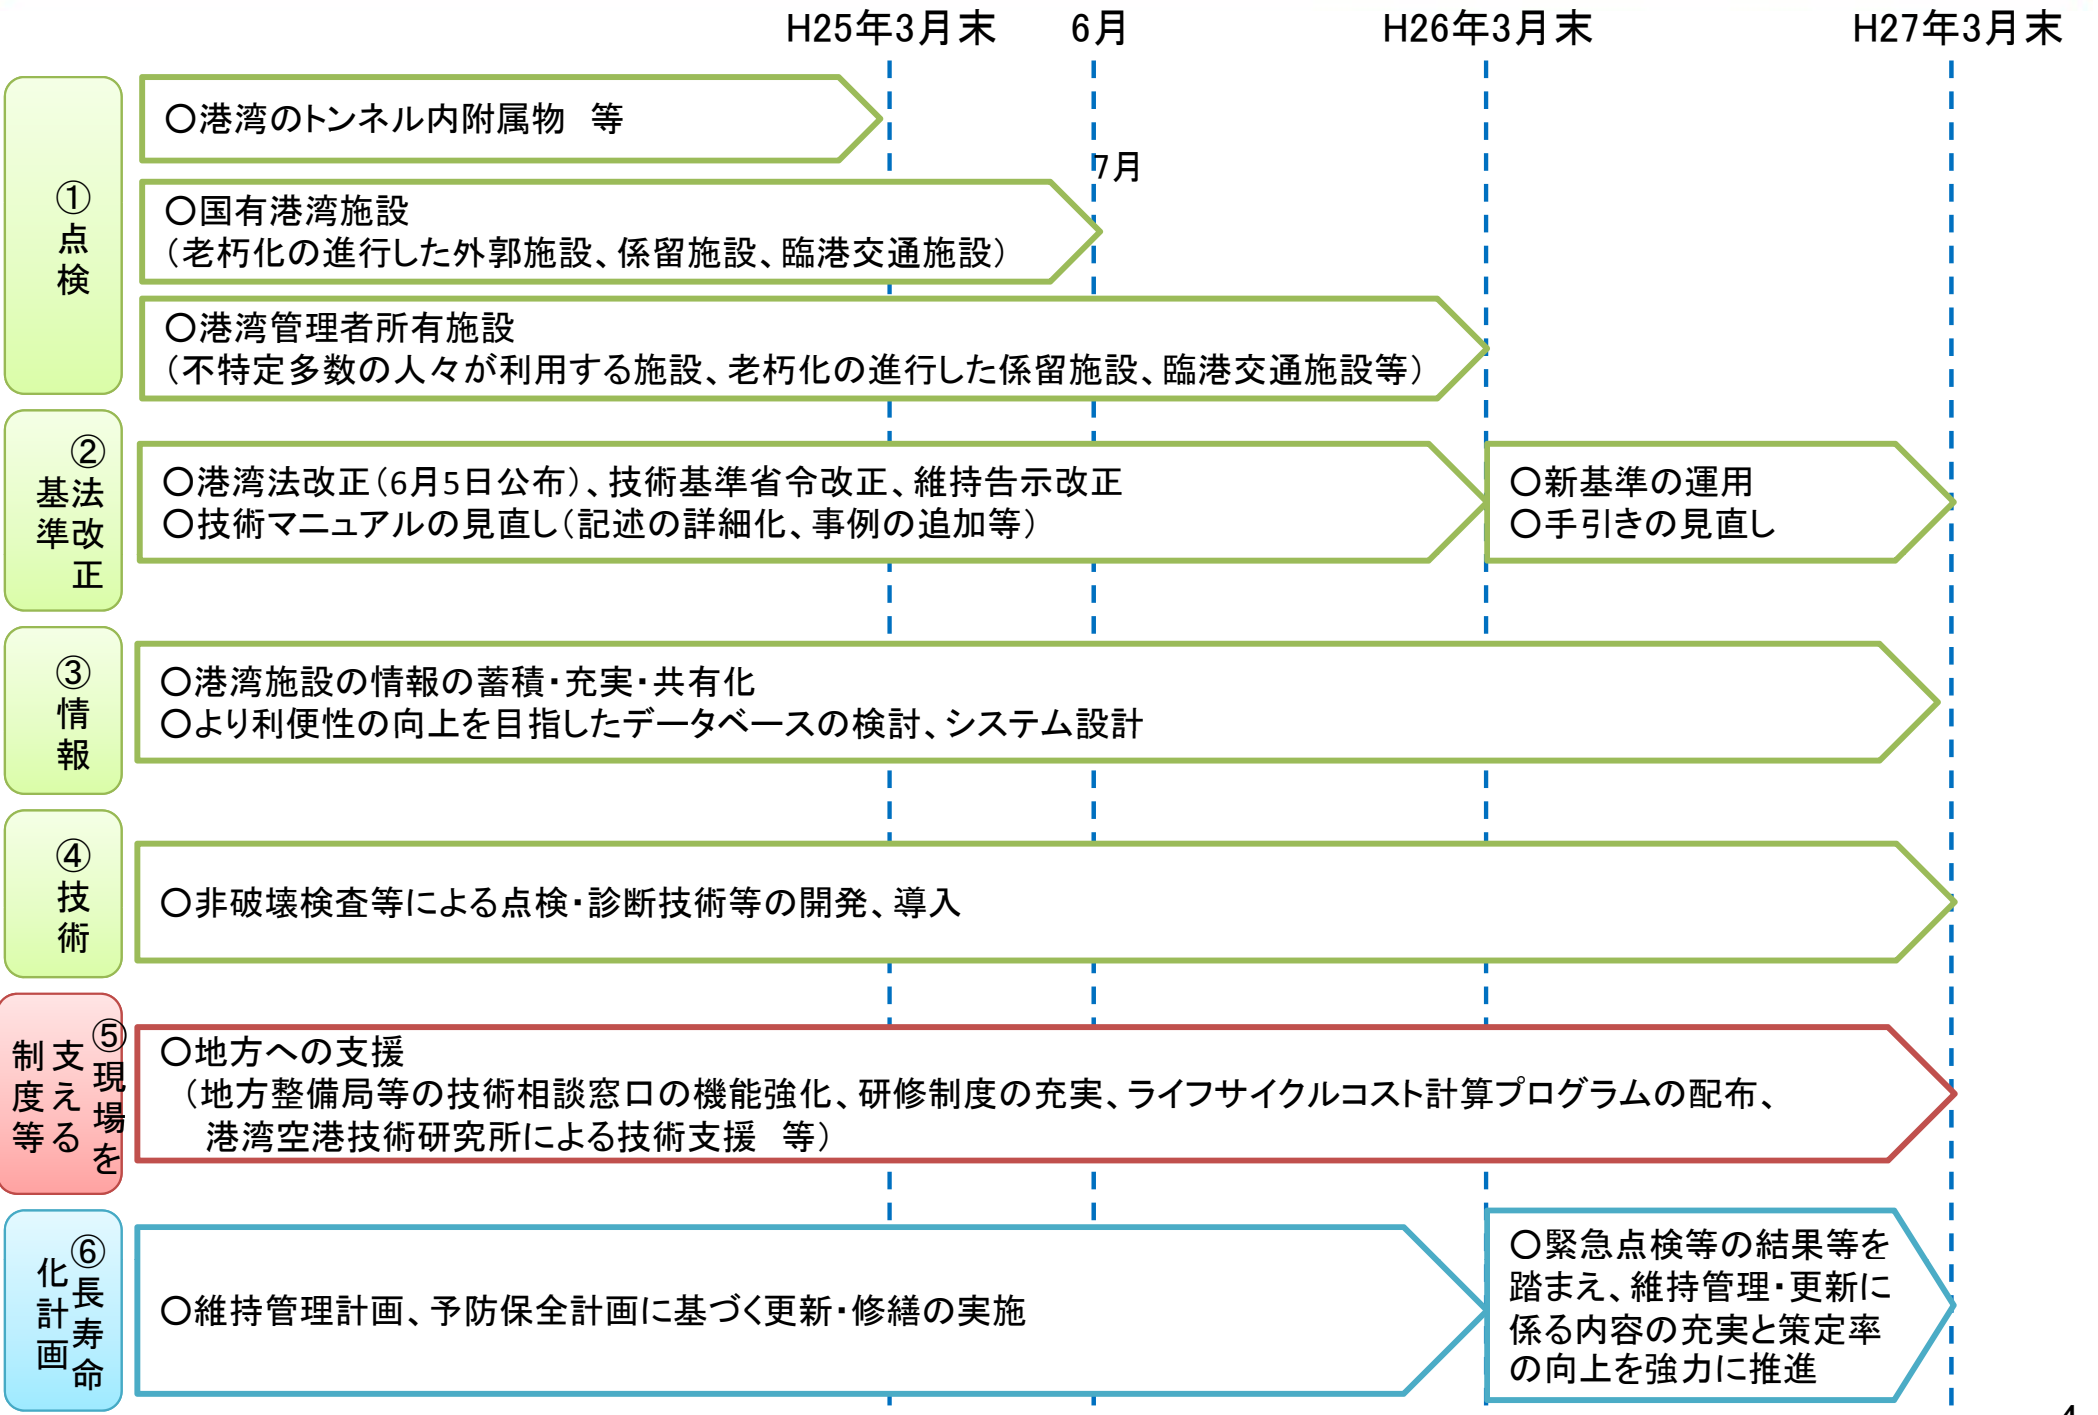 H25年3月末
6月
H26年3月末
H27年3月末
①点検
〇港湾のトンネル内附属物　等
7月
〇国有港湾施設
（老朽化の進行した外郭施設、係留施設、臨港交通施設）
〇港湾管理者所有施設
（不特定多数の人々が利用する施設、老朽化の進行した係留施設、臨港交通施設等）
②法改正
基準
〇港湾法改正（6月5日公布）、技術基準省令改正、維持告示改正
〇技術マニュアルの見直し（記述の詳細化、事例の追加等）
〇新基準の運用
〇手引きの見直し
③情報
〇港湾施設の情報の蓄積・充実・共有化
〇より利便性の向上を目指したデータベースの検討、システム設計
④技術
〇非破壊検査等による点検・診断技術等の開発、導入
⑤現場を
支える
制度等
〇地方への支援
（地方整備局等の技術相談窓口の機能強化、研修制度の充実、ライフサイクルコスト計算プログラムの配布、
港湾空港技術研究所による技術支援　等）
⑥長寿命
化計画
〇維持管理計画、予防保全計画に基づく更新・修繕の実施
〇緊急点検等の結果等を
踏まえ、維持管理・更新に
係る内容の充実と策定率
の向上を強力に推進